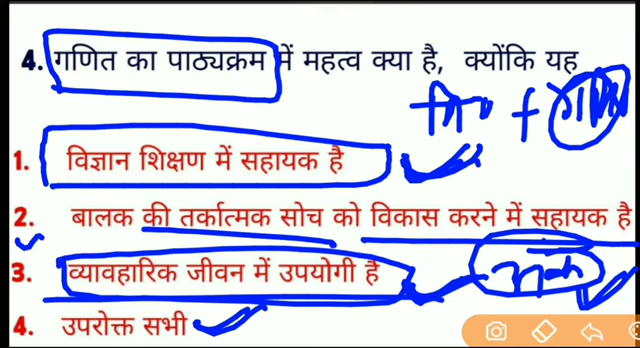 4. गणित का पाठ्यक्रम में महत्व क्या है, क्योंकि यह
1. विज्ञान शिक्षण में सहायक है
2. बालक की तर्कात्मक सोच को विकास करने में सहायक है
3. व्यावहारिक जीवन में उपयोगी है
4. उपरोक्त सभी